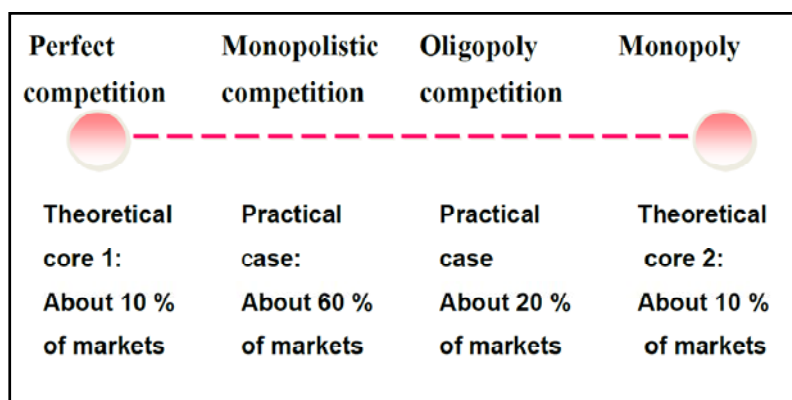 Perfect competition
Monopolistic competition
Oligopoly competition
Monopoly
Theoretical core 1: About 10 % of markets
Practical case: About 60 % of markets
Practical case About 20 % of markets
Theoretical core 2: About 10 % of markets